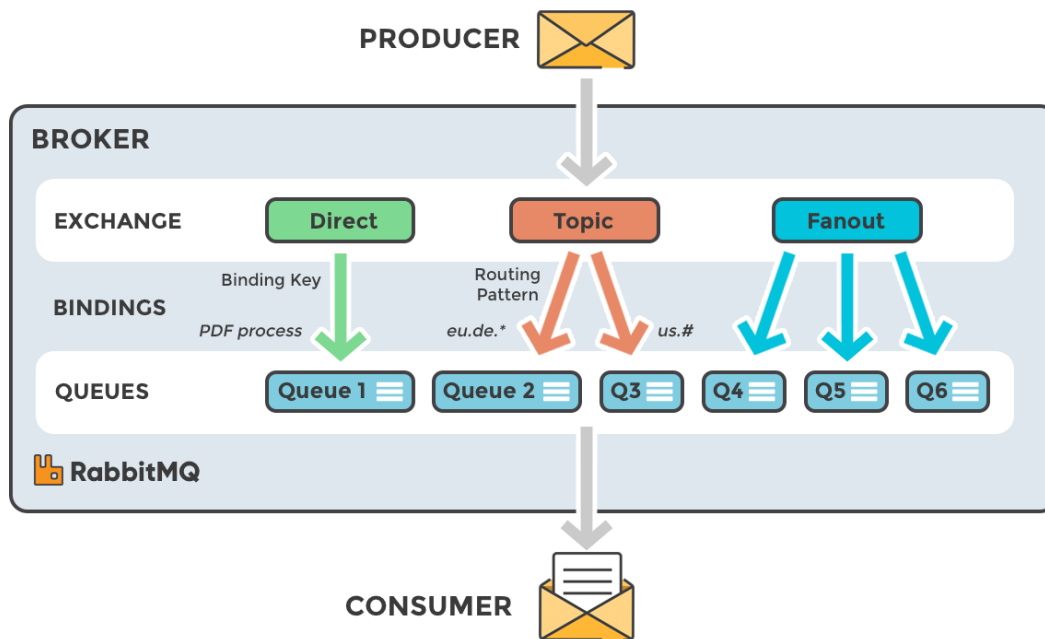 PRODUCER
BROKER
EXCHANGE
Direct
Topic
Fanout
Binding Key
Routing
Pattern
BINDINGS
PDF process
eu.de.*
us.#
QUEUES
Queue 1
Queue 2
Q3
Q4
Q5
Q6
RabbitMQ
CONSUMER